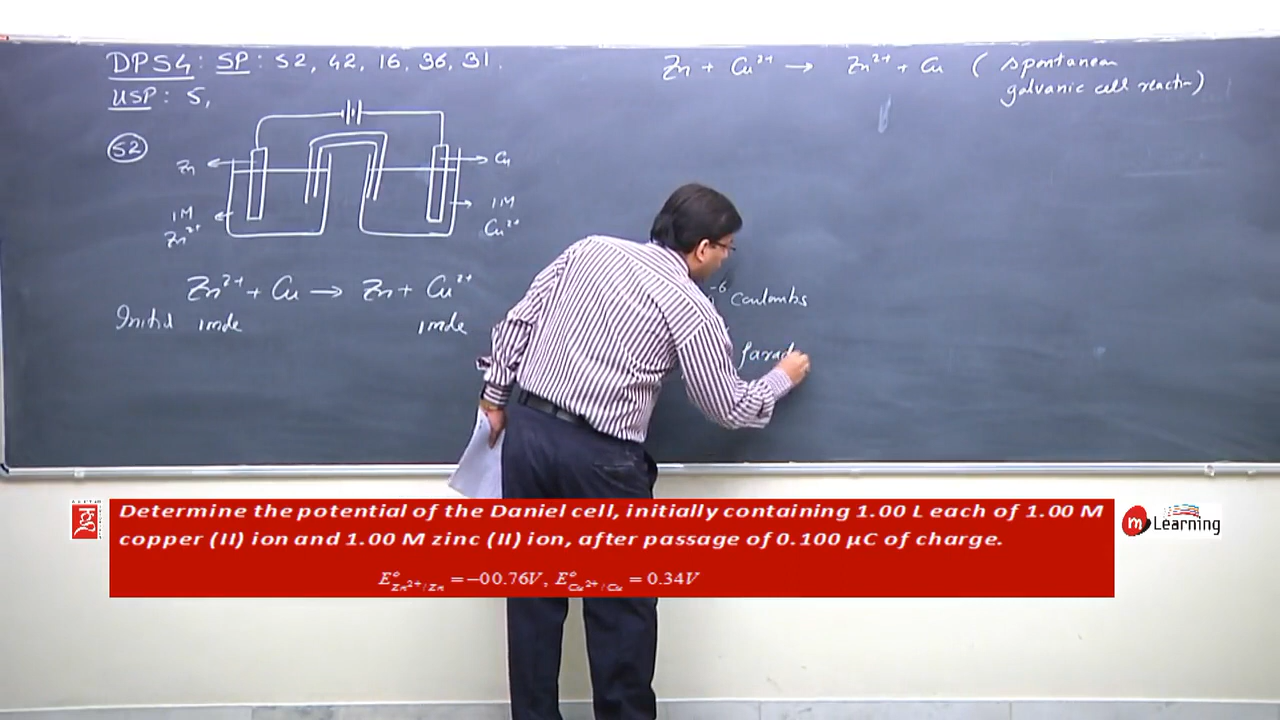 DPS4 : SP : 52, 42, 16, 36, 31.
USP : 5,
52
Zn
Cu
1M
Zn²⁺
1M
Cu²⁺
Zn²⁺ + Cu → Zn + Cu²⁺
Initial 1mole 1mole
Zn + Cu²⁺ → Zn²⁺ + Cu (spontaneous
galvanic cell reaction)
-6 Coulombs
Determine the potential of the Daniel cell, initially containing 1.00 L each of 1.00 M
copper (II) ion and 1.00 M zinc (II) ion, after passage of 0.100 µC of charge.
E°Zn²⁺/Zn = -00.76V, E°Cu²⁺/Cu = 0.34V
m Learning